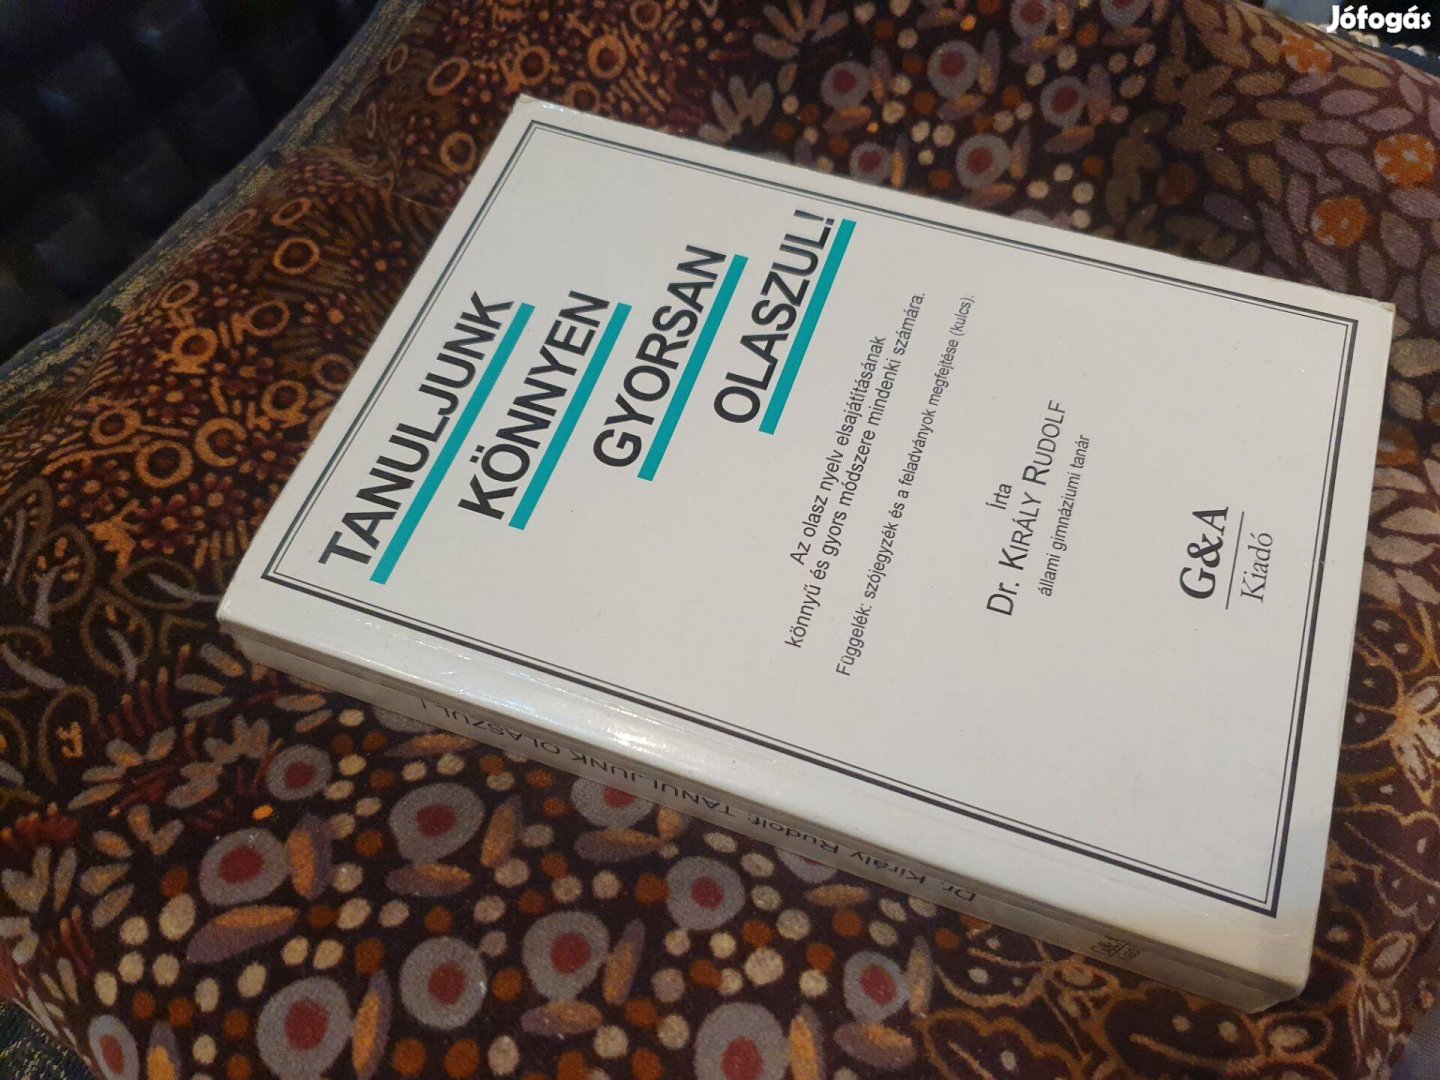 Jófogás
TANULJUNK
KÖNNYEN
GYORSAN
OLASZUL!
Az olasz nyelv elsajátításának
könnyű és gyors módszere mindenki számára.
Függelék: szójegyzék és a feladványok megfejtése (kulcs).
Írta
Dr. KIRÁLY RUDOLF
állami gimnáziumi tanár
G&A
Kiadó
Dr. Király Rudolf: TANULJUNK OLASZUL!